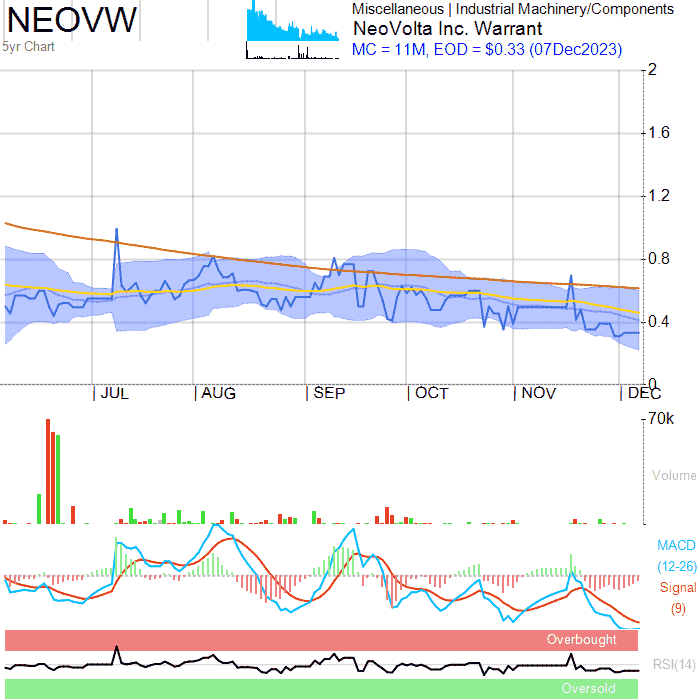 NEOVW
5yr Chart
Miscellaneous | Industrial Machinery/Components
NeoVolta Inc. Warrant
MC = 11M, EOD = $0.33 (07Dec2023)
2
1.6
1.2
0.8
0.4
0
JUL
AUG
SEP
OCT
NOV
DEC
70k
Volume
MACD
(12-26)
Signal
(9)
Overbought
RSI(14)
Oversold